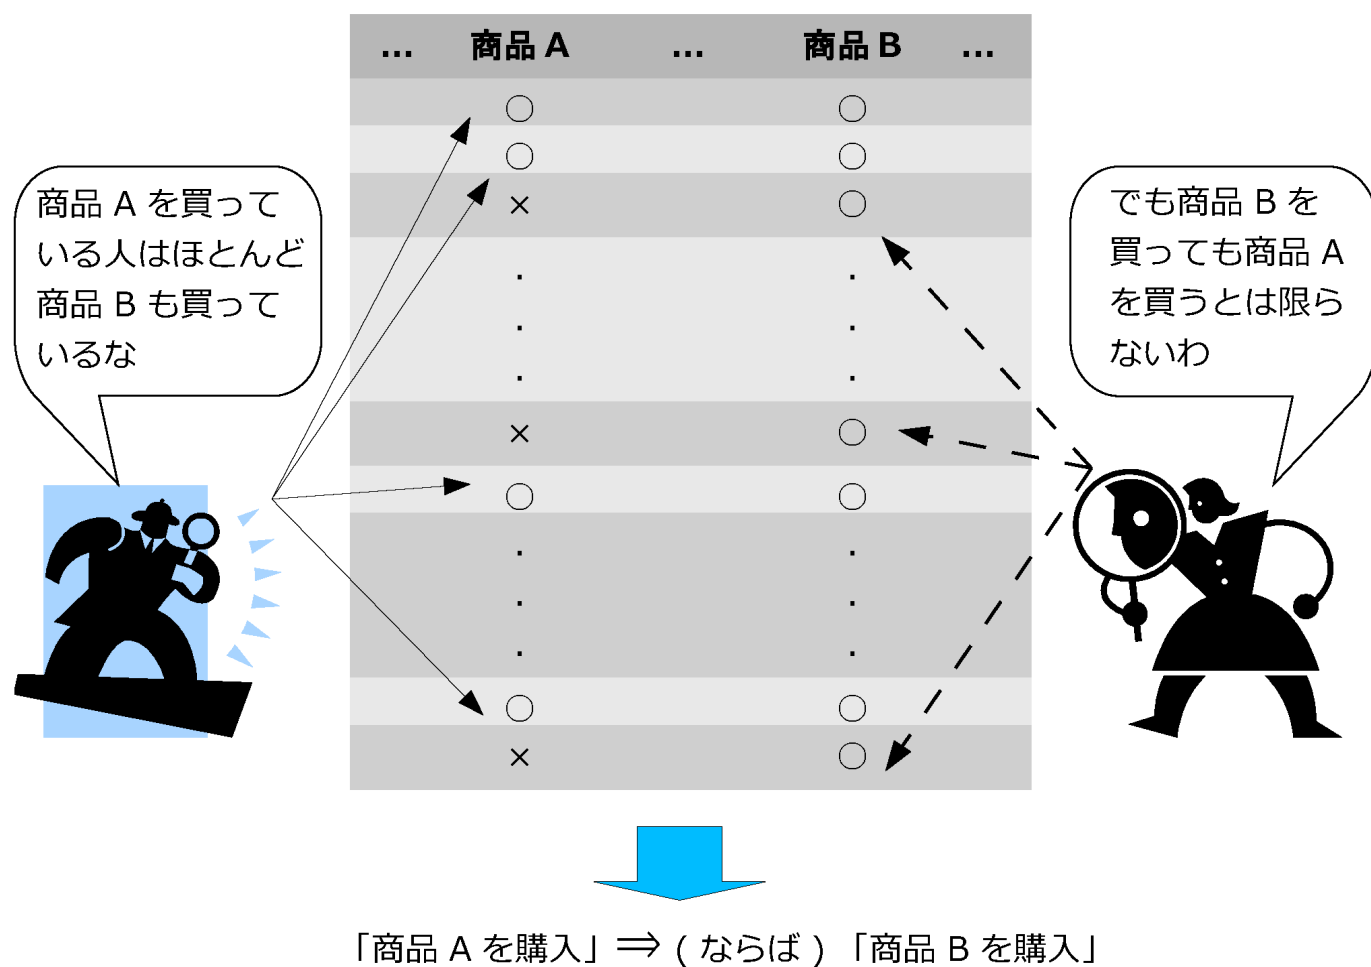 ... 商品 A ... 商品 B ...
○ ○
○ ○
× ○
. .
. .
. .
× ○
○ ○
. .
. .
. .
○ ○
× ○
商品 A を買って
いる人はほとんど
商品 B も買って
いるな
でも商品 B を
買っても商品 A
を買うとは限ら
ないわ
「商品 A を購入」⇒ ( ならば ) 「商品 B を購入」